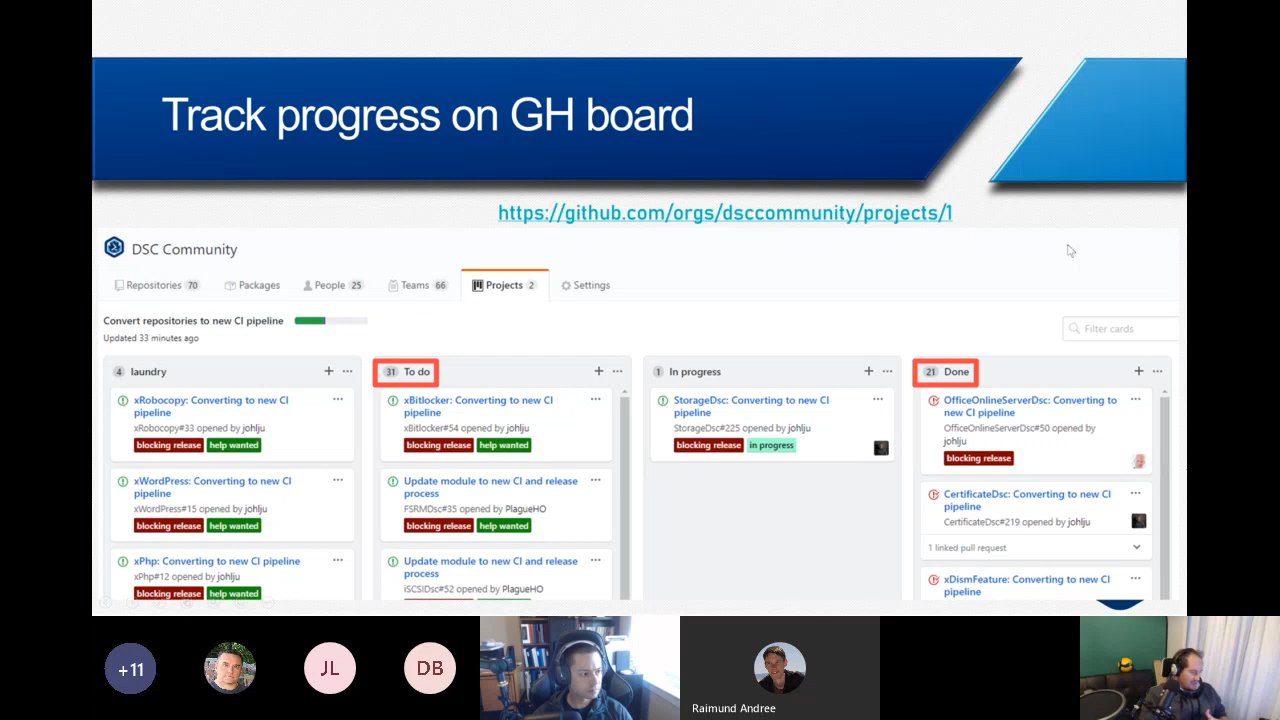 Track progress on GH board
https://github.com/orgs/dsccommunity/projects/1
DSC Community
Repositories 70
Packages
People 25
Teams 66
Projects 2
Settings
Convert repositories to new CI pipeline
Updated 33 minutes ago
Filter cards
4 laundry
xRobocopy: Converting to new CI
pipeline
xRobocopy#33 opened by johlju
blocking release help wanted
xWordPress: Converting to new CI
pipeline
xWordPress#15 opened by johlju
blocking release help wanted
xPhp: Converting to new CI pipeline
xPhp#12 opened by johlju
blocking release help wanted
31 To do
xBitlocker: Converting to new CI
pipeline
xBitlocker#54 opened by johlju
blocking release help wanted
Update module to new CI and release
process
FSRMDsc#35 opened by PlagueHO
blocking release help wanted
Update module to new CI and release
process
iSCSIDsc#52 opened by PlagueHO
1 In progress
StorageDsc: Converting to new CI
pipeline
StorageDsc#225 opened by johlju
blocking release in progress
21 Done
OfficeOnlineServerDsc: Converting to
new CI pipeline
OfficeOnlineServerDsc#50 opened by
johlju
blocking release
CertificateDsc: Converting to new CI
pipeline
CertificateDsc#219 opened by johlju
1 linked pull request
xDismFeature: Converting to new CI
pipeline
+11
JL
DB
Raimund Andree